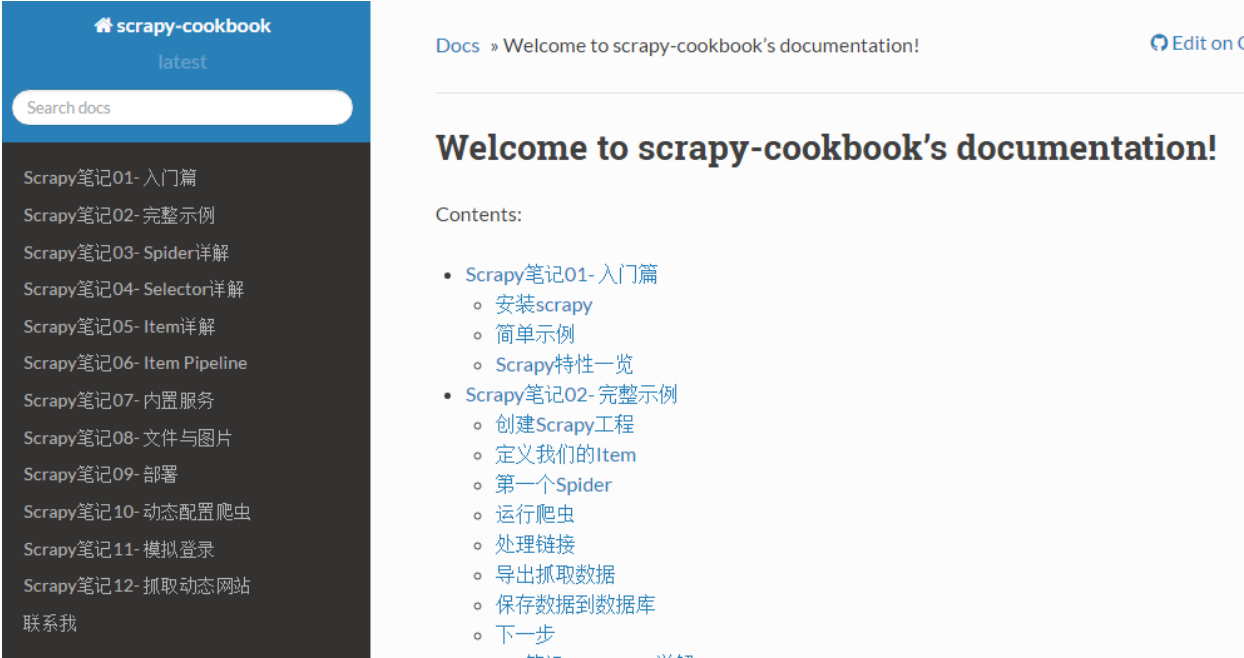 scrapy-cookbook
latest
Search docs
Scrapy笔记01- 入门篇
Scrapy笔记02- 完整示例
Scrapy笔记03- Spider详解
Scrapy笔记04- Selector详解
Scrapy笔记05- Item详解
Scrapy笔记06- Item Pipeline
Scrapy笔记07- 内置服务
Scrapy笔记08- 文件与图片
Scrapy笔记09- 部署
Scrapy笔记10- 动态配置爬虫
Scrapy笔记11- 模拟登录
Scrapy笔记12- 抓取动态网站
联系我
Docs » Welcome to scrapy-cookbook’s documentation!
Edit on
Welcome to scrapy-cookbook’s documentation!
Contents:
Scrapy笔记01- 入门篇
安装scrapy
简单示例
Scrapy特性一览
Scrapy笔记02- 完整示例
创建Scrapy工程
定义我们的Item
第一个Spider
运行爬虫
处理链接
导出抓取数据
保存数据到数据库
下一步